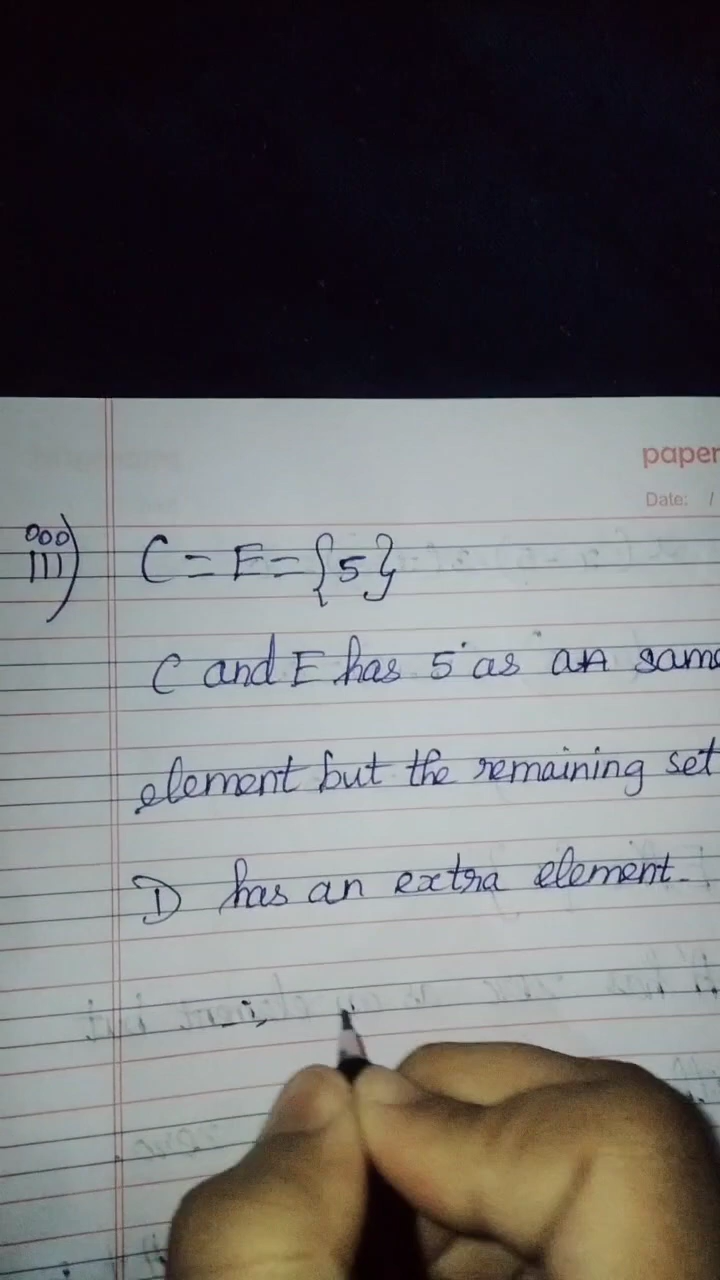 paper
Date: /
iii) C = E = {5}
C and E has 5 as an same
element but the remaining set
D has an extra element.